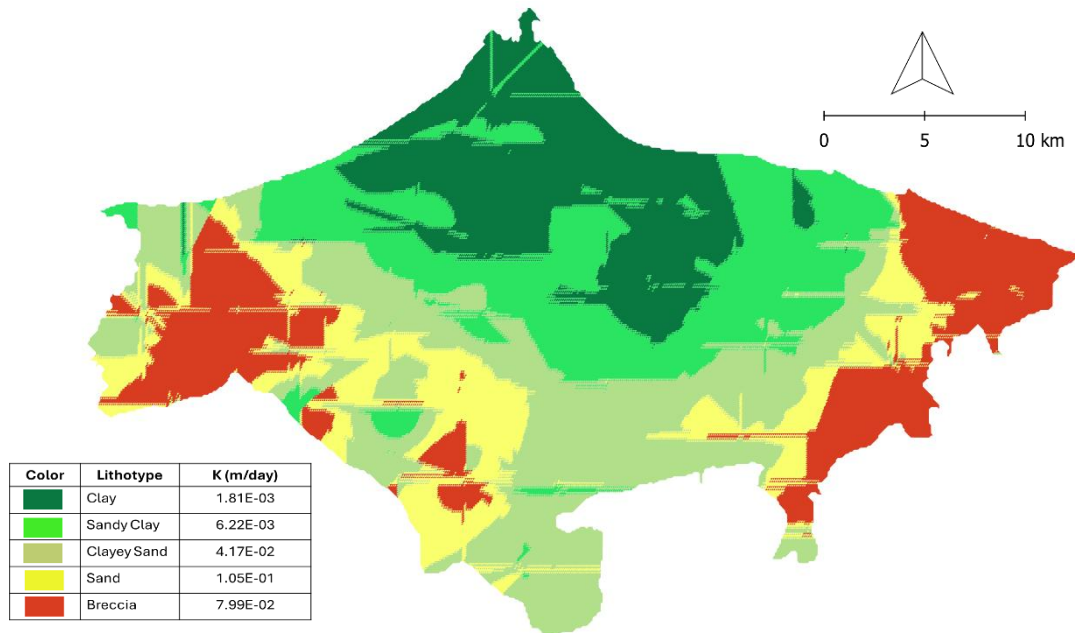 0 5 10 km
Color Lithotype K (m/day)
Clay 1.81E-03
Sandy Clay 6.22E-03
Clayey Sand 4.17E-02
Sand 1.05E-01
Breccia 7.99E-02